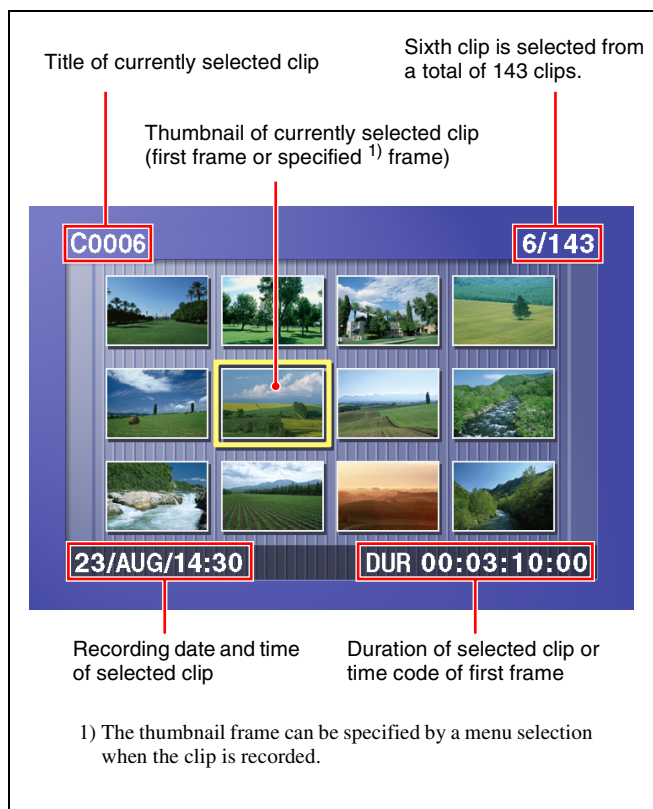 Title of currently selected clip
Sixth clip is selected from
a total of 143 clips.
Thumbnail of currently selected clip
(first frame or specified 1) frame)
C0006
6/143
23/AUG/14:30
DUR 00:03:10:00
Recording date and time
of selected clip
Duration of selected clip or
time code of first frame
1) The thumbnail frame can be specified by a menu selection
when the clip is recorded.